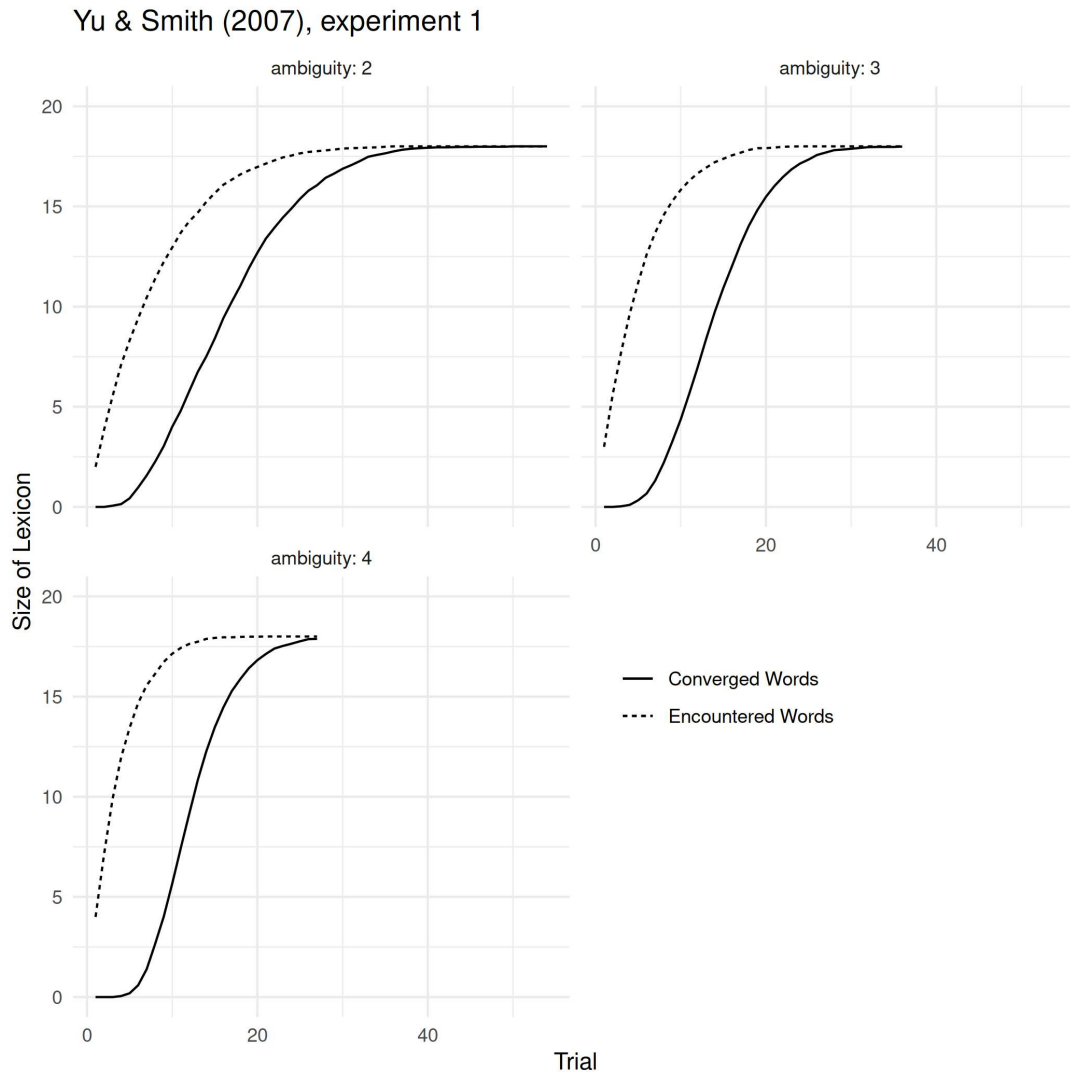 Yu & Smith (2007), experiment 1
ambiguity: 2
ambiguity: 3
20
15
10
5
0
0
20
40
ambiguity: 4
20
15
10
5
0
0
20
40
Size of Lexicon
Trial
Converged Words
Encountered Words